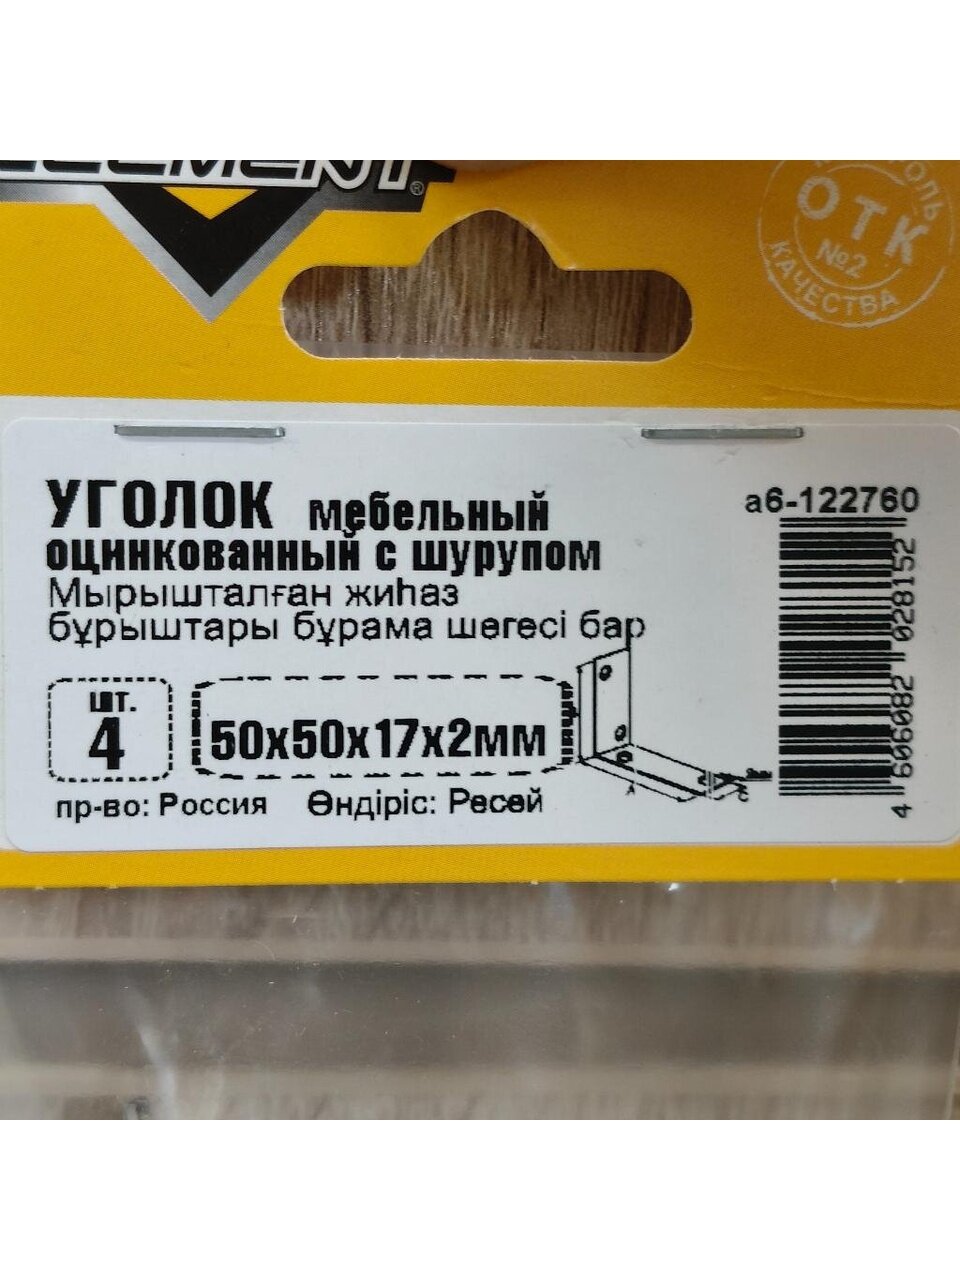 ОТК
№2
КАЧЕСТВА
УГОЛОК мебельный
оцинкованный с шурупом
Мырышталған жиһаз
бұрыштары бұрама шегесі бар
а6-122760
шт.
4
50х50х17х2мм
пр-во: Россия Өндіріс: Ресей
4 606082 028152